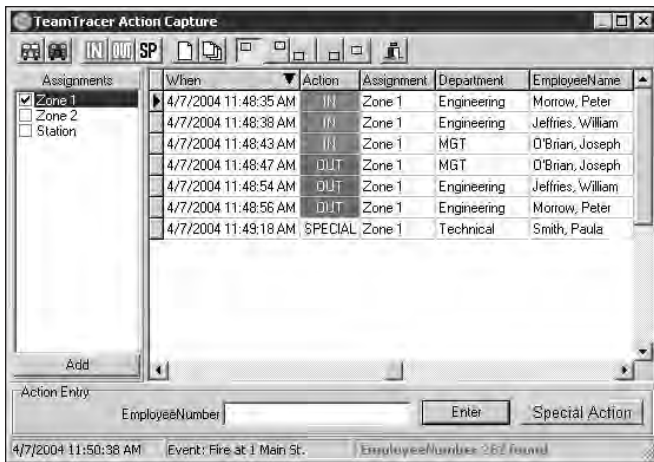 TeamTracer Action Capture
IN OUT SP
Assignments
Zone 1
Zone 2
Station
Add
When Action Assignment Department EmployeeName
4/7/2004 11:48:35 AM IN Zone 1 Engineering Morrow, Peter
4/7/2004 11:48:38 AM IN Zone 1 Engineering Jeffries, William
4/7/2004 11:48:43 AM IN Zone 1 MGT O'Brian, Joseph
4/7/2004 11:48:47 AM OUT Zone 1 MGT O'Brian, Joseph
4/7/2004 11:48:54 AM OUT Zone 1 Engineering Jeffries, William
4/7/2004 11:48:56 AM OUT Zone 1 Engineering Morrow, Peter
4/7/2004 11:49:18 AM SPECIAL Zone 1 Technical Smith, Paula
Action Entry
EmployeeNumber Enter Special Action
4/7/2004 11:50:38 AM Event: Fire at 1 Main St. EmployeeNumber 262 found